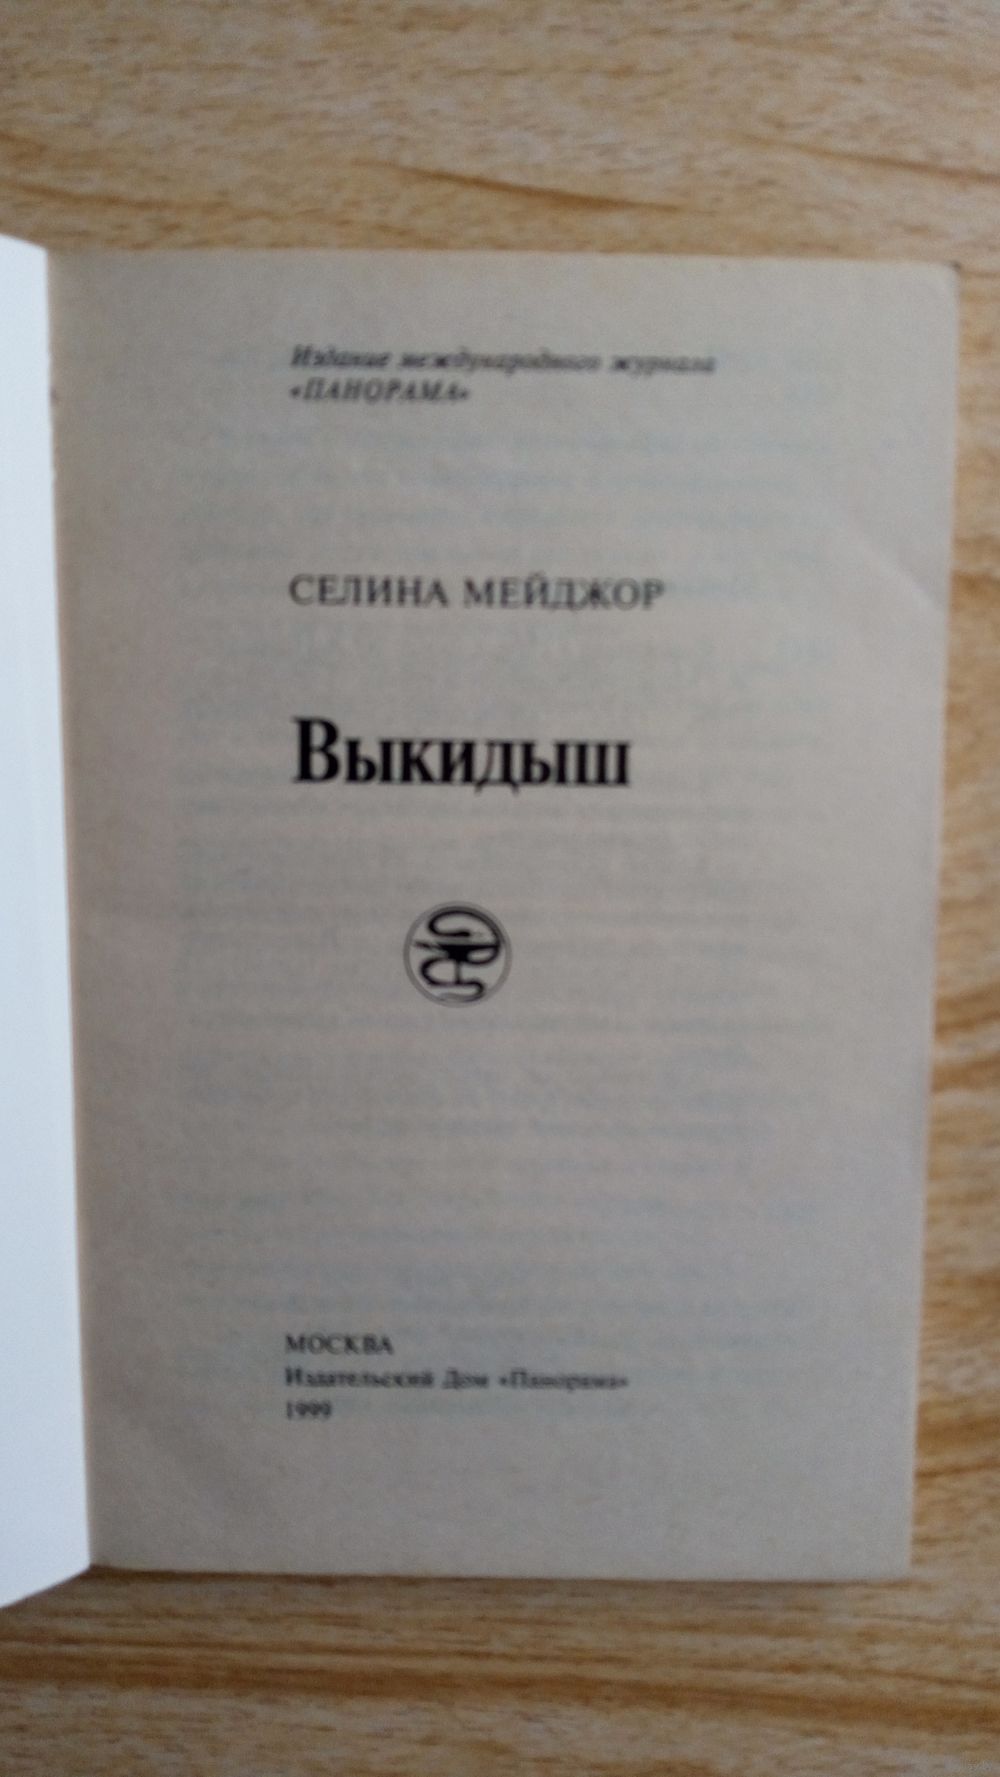 Издание международного журнала
«ПАНОРАМА»
СЕЛИНА МЕЙДЖОР
Выкидыш
МОСКВА
Издательский Дом «Панорама»
1999